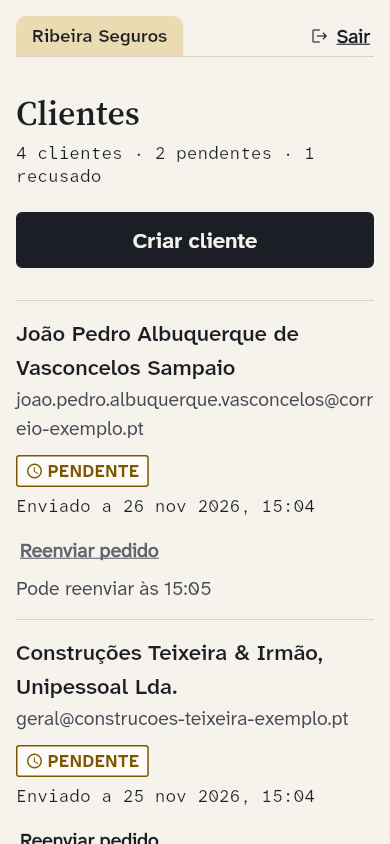 Ribeira Seguros
Sair
Clientes
4 clientes · 2 pendentes · 1
recusado
Criar cliente
João Pedro Albuquerque de
Vasconcelos Sampaio
joao.pedro.albuquerque.vasconcelos@corr
eio-exemplo.pt
PENDENTE
Enviado a 26 nov 2026, 15:04
Reenviar pedido
Pode reenviar às 15:05
Construções Teixeira & Irmão,
Unipessoal Lda.
geral@construcoes-teixeira-exemplo.pt
PENDENTE
Enviado a 25 nov 2026, 15:04
Reenviar pedido